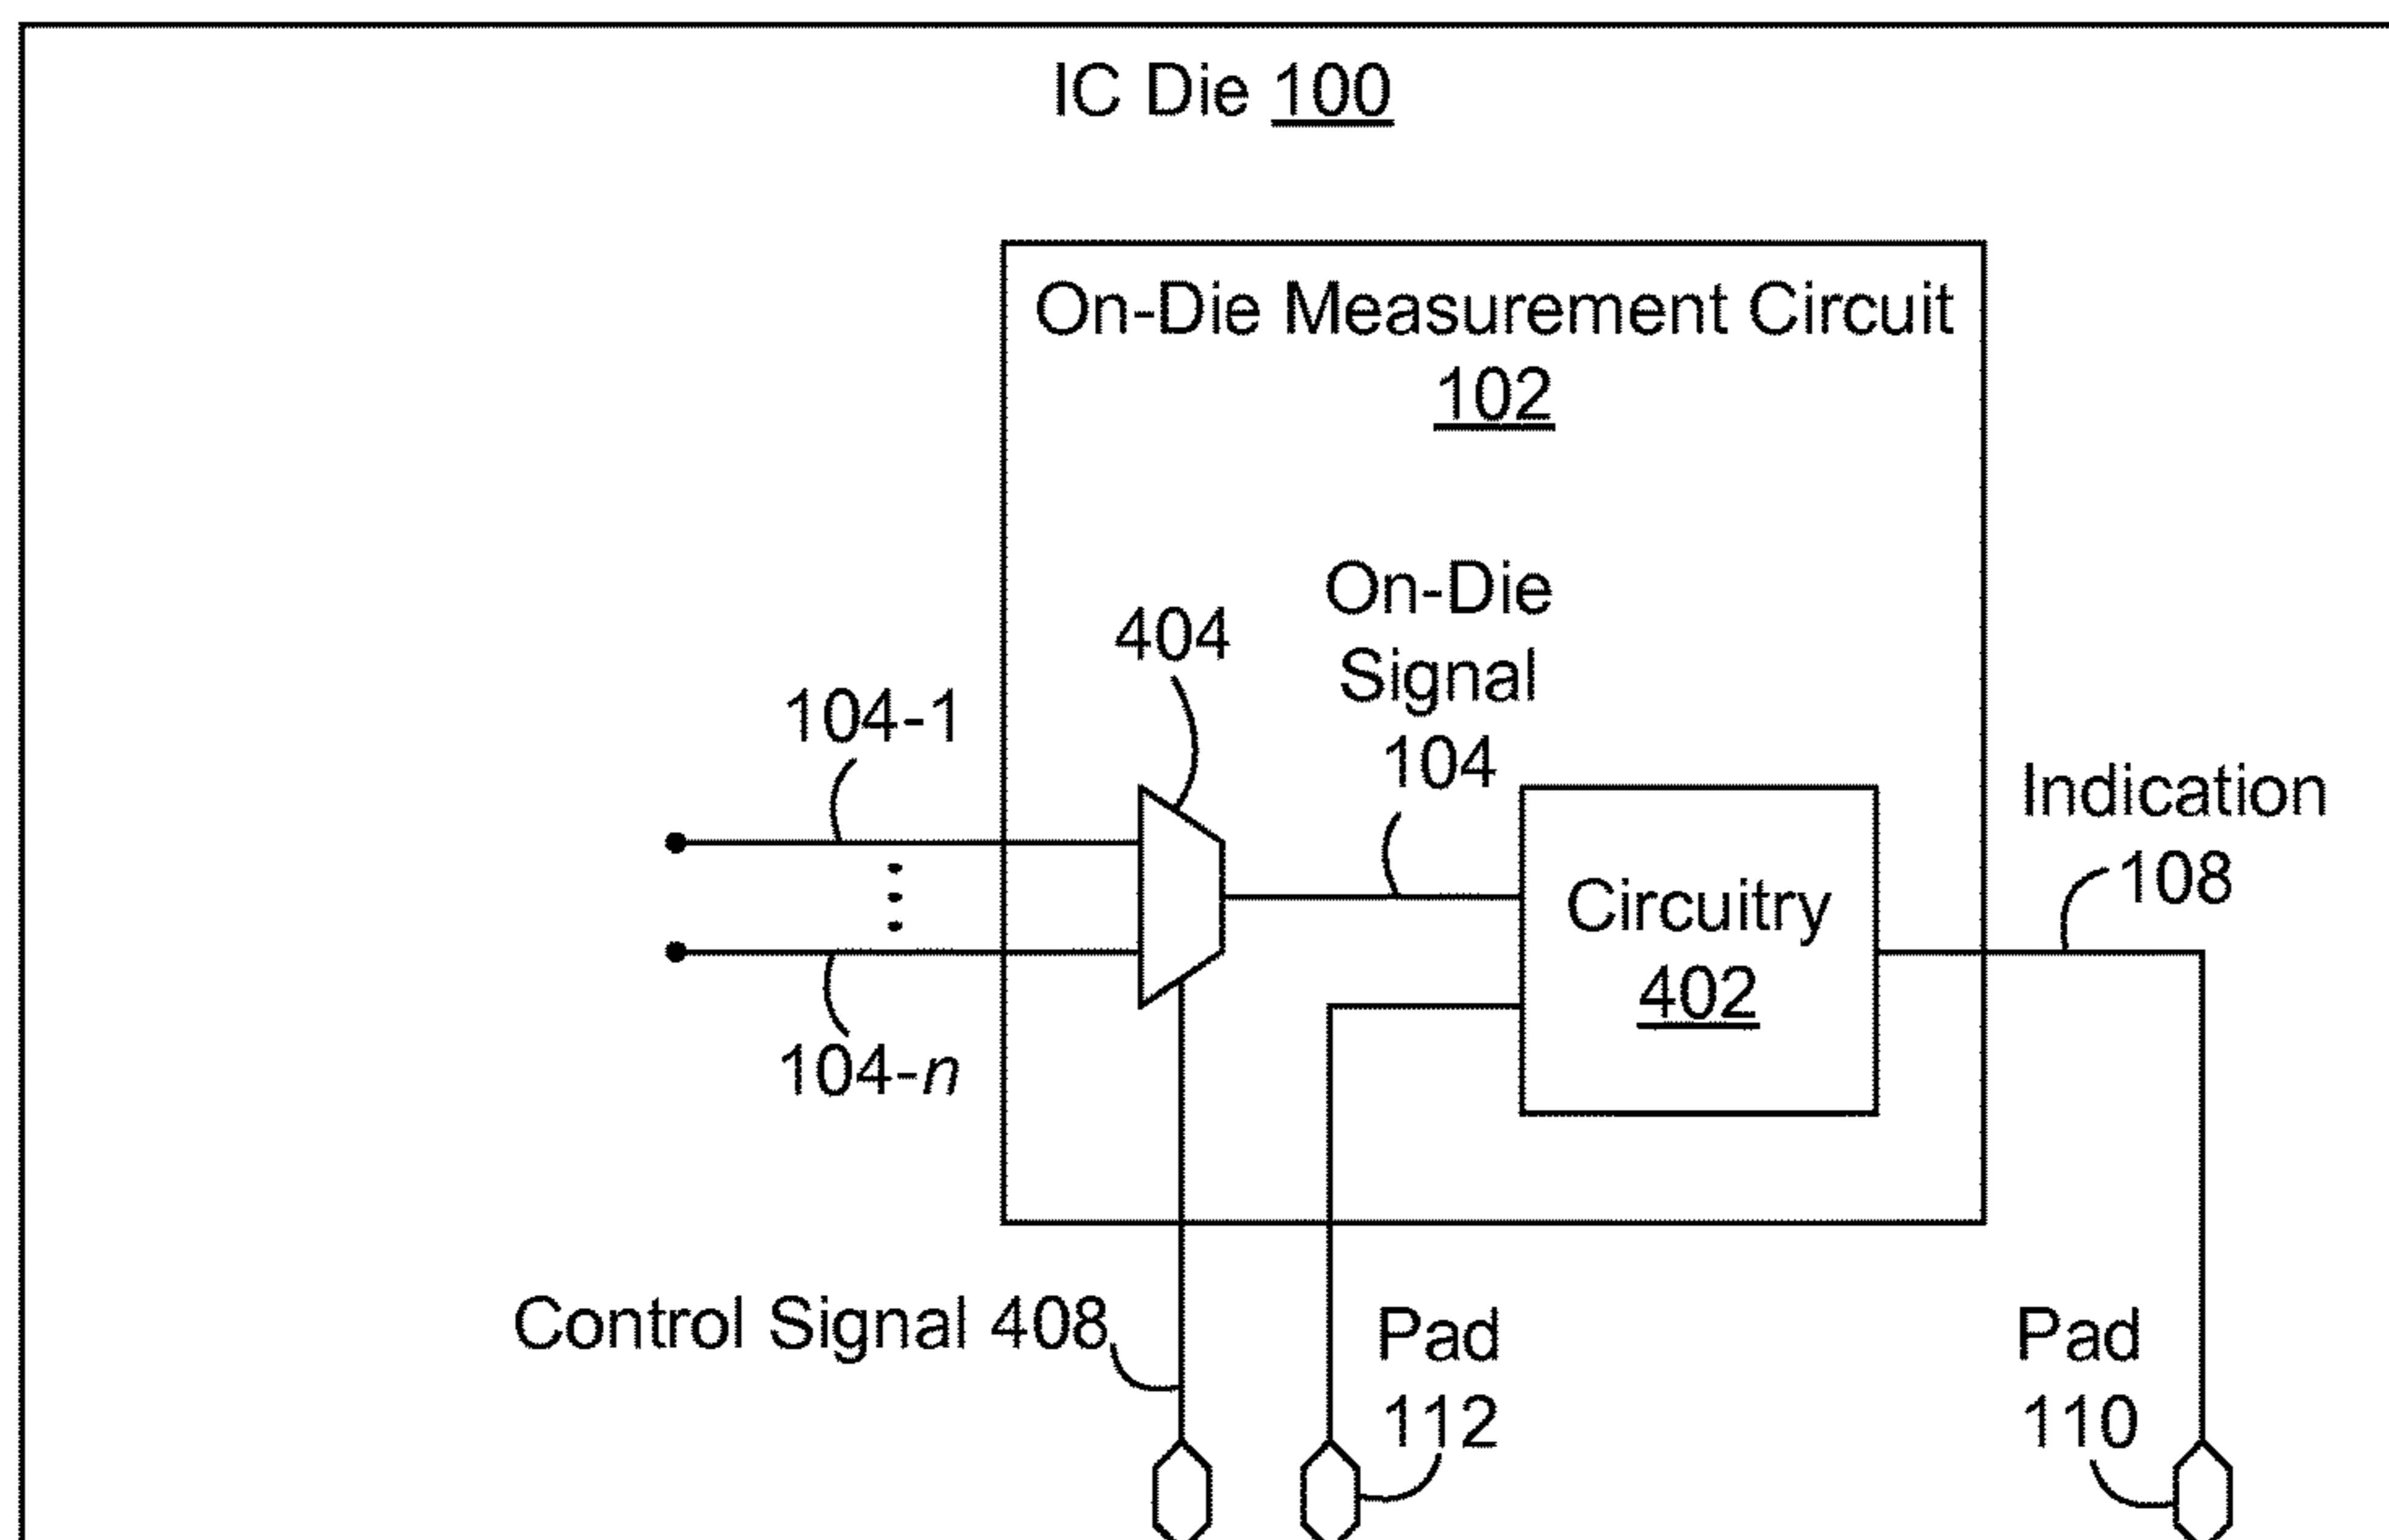 IC Die 100
On-Die Measurement Circuit
102
On-Die
Signal
104
404
104-1
104-n
Circuitry
402
Indication
108
Control Signal 408
Pad
112
Pad
110